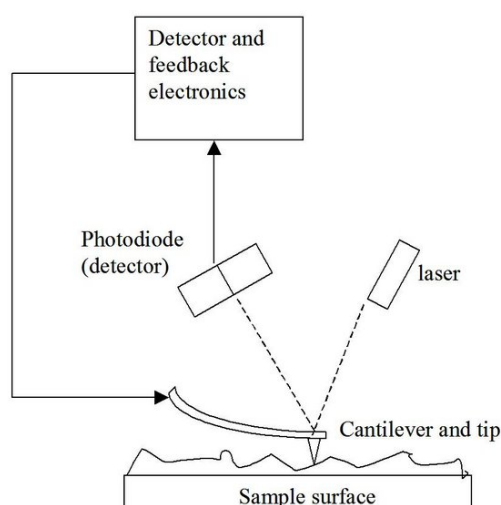 Detector and
feedback
electronics
Photodiode
(detector)
laser
Cantilever and tip
Sample surface